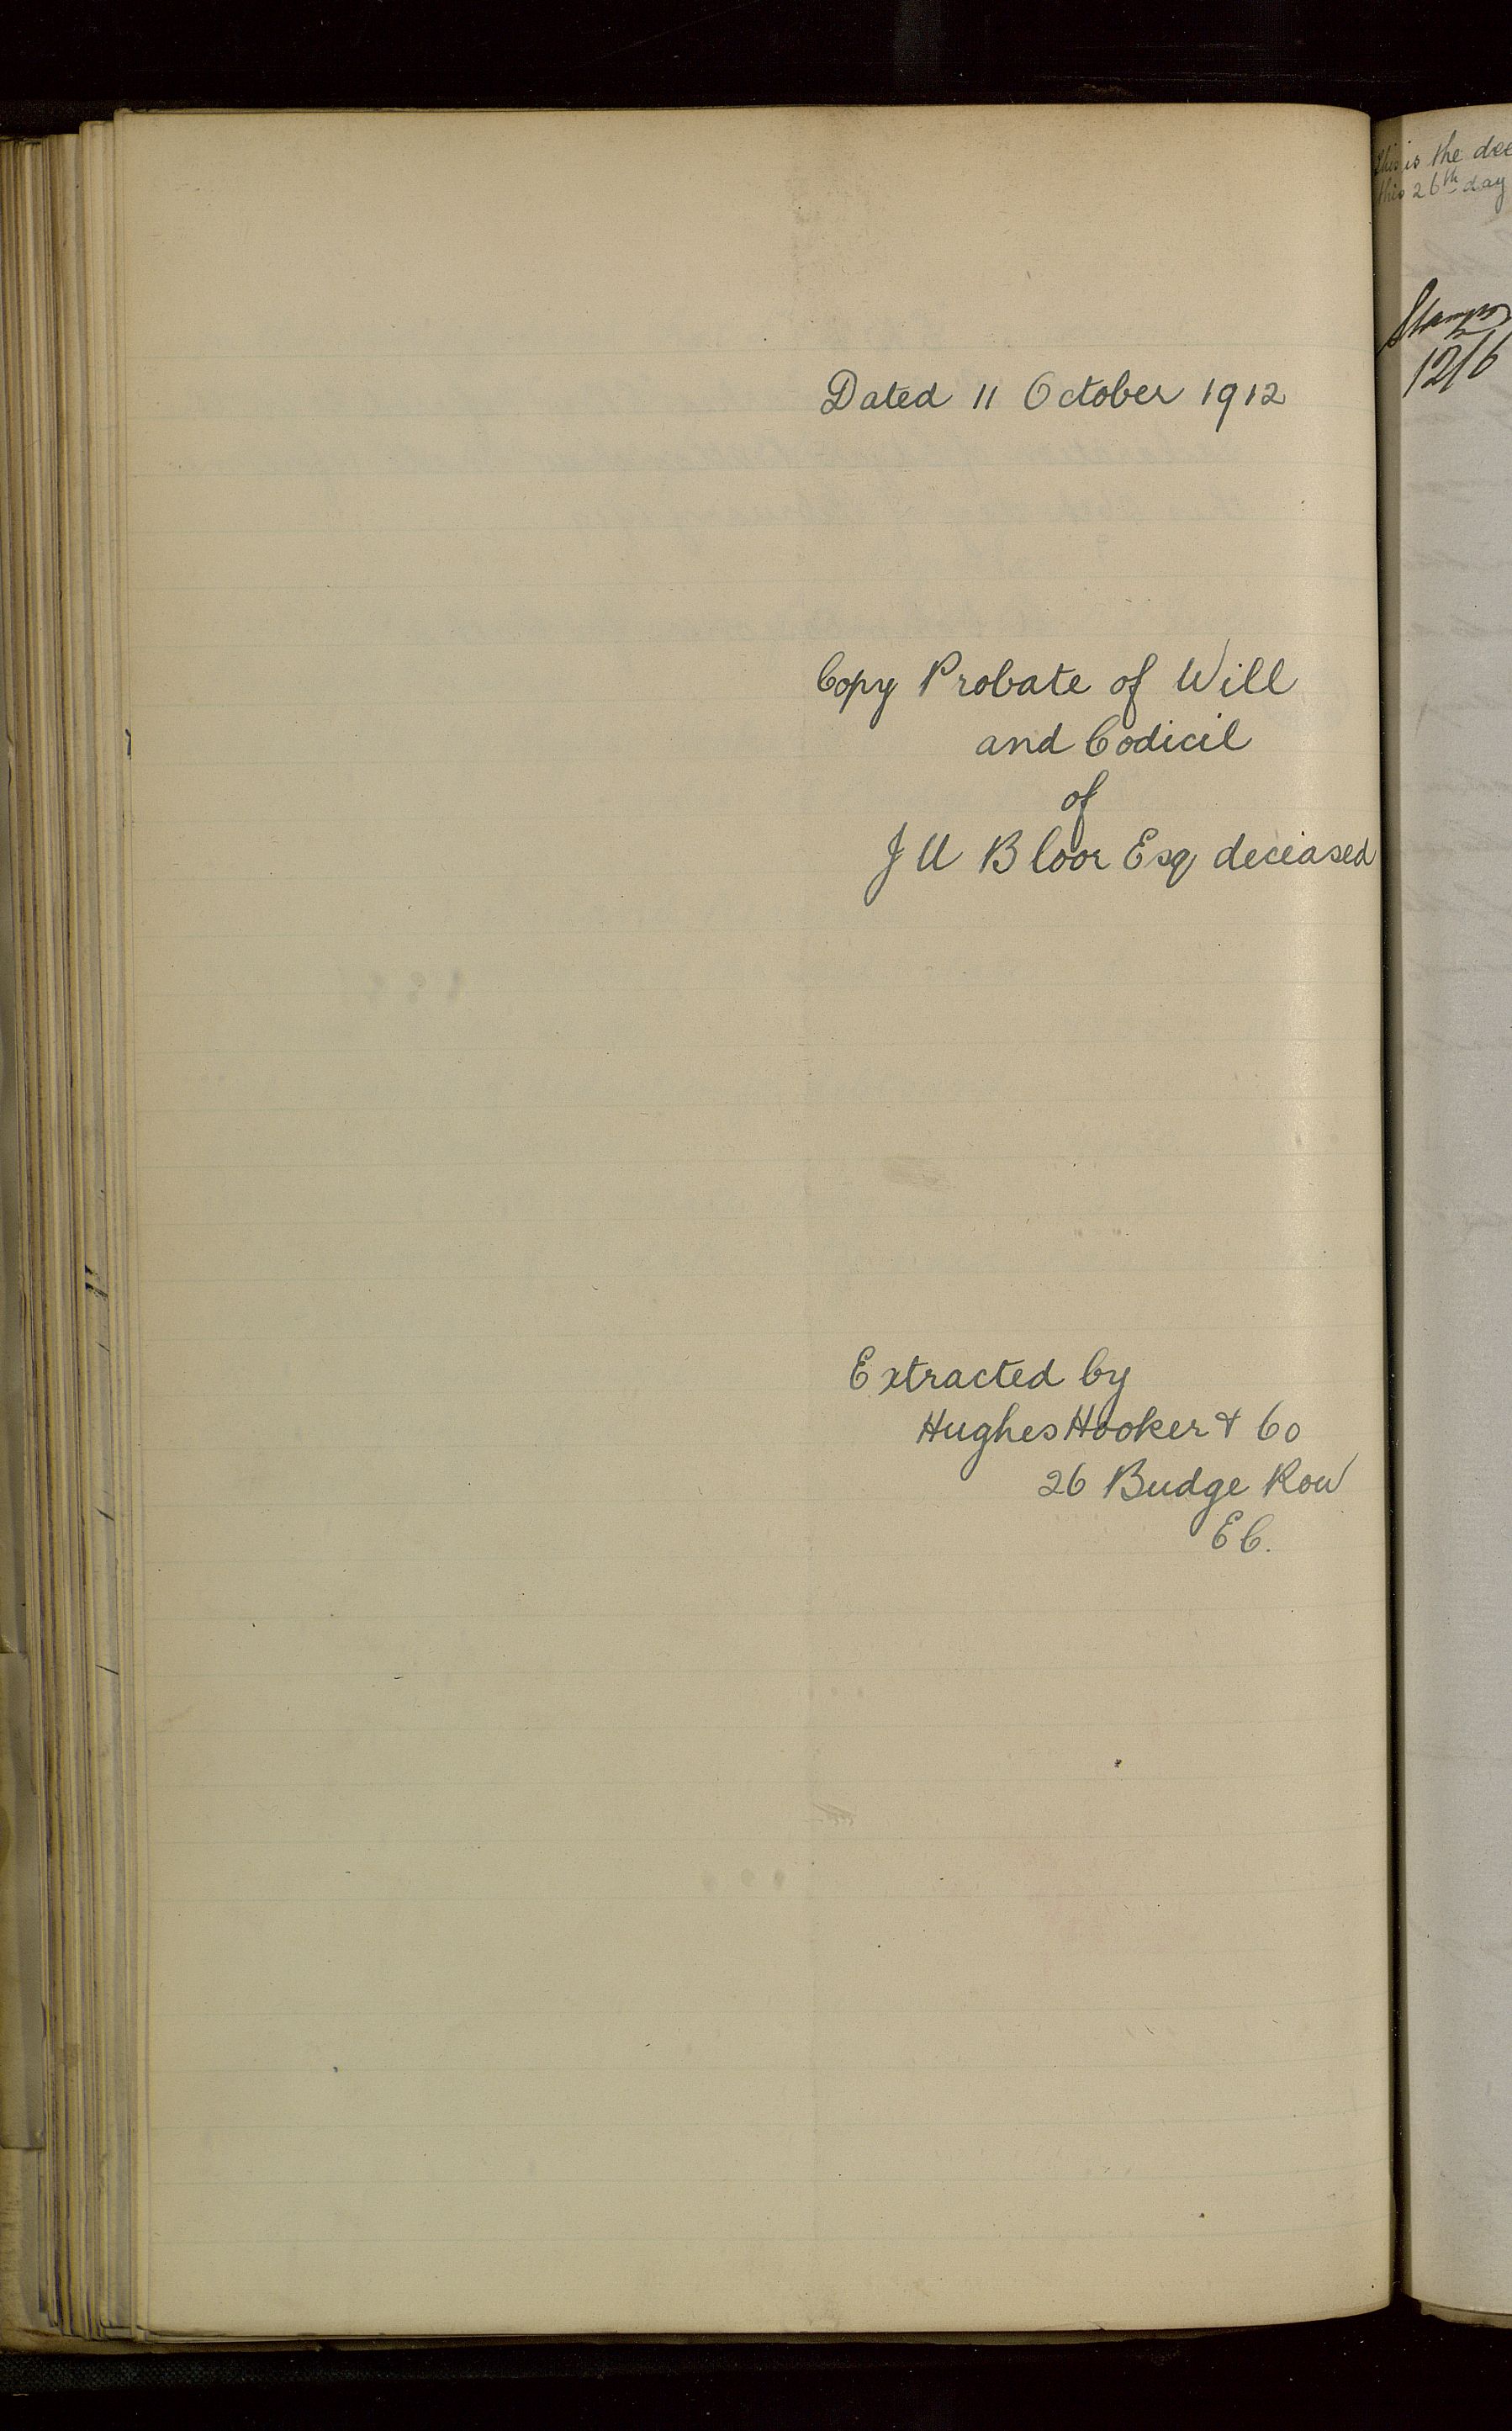 Dated 11 October 1912
Copy Probate of Will
and Codicil
of
J U Bloor Esq deceased
Extracted by
Hughes Hooker & Co
26 Budge Row
E C.
this is the dee
this 26th day
Stamps
12/6